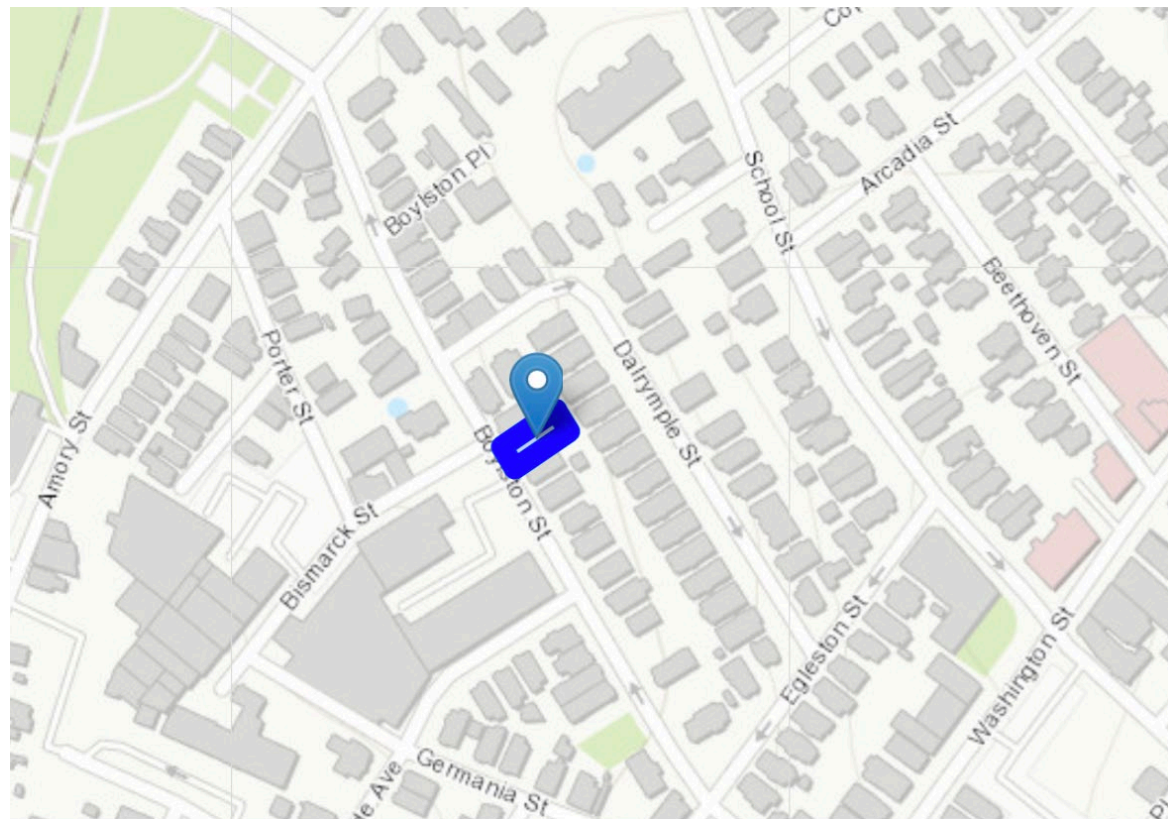 Boylston Pl
School St
Arcadia St
Beethoven St
Porter St
Dalrymple St
Amory St
Boylston St
Bismarck St
Egleston St
Washington St
Germania St